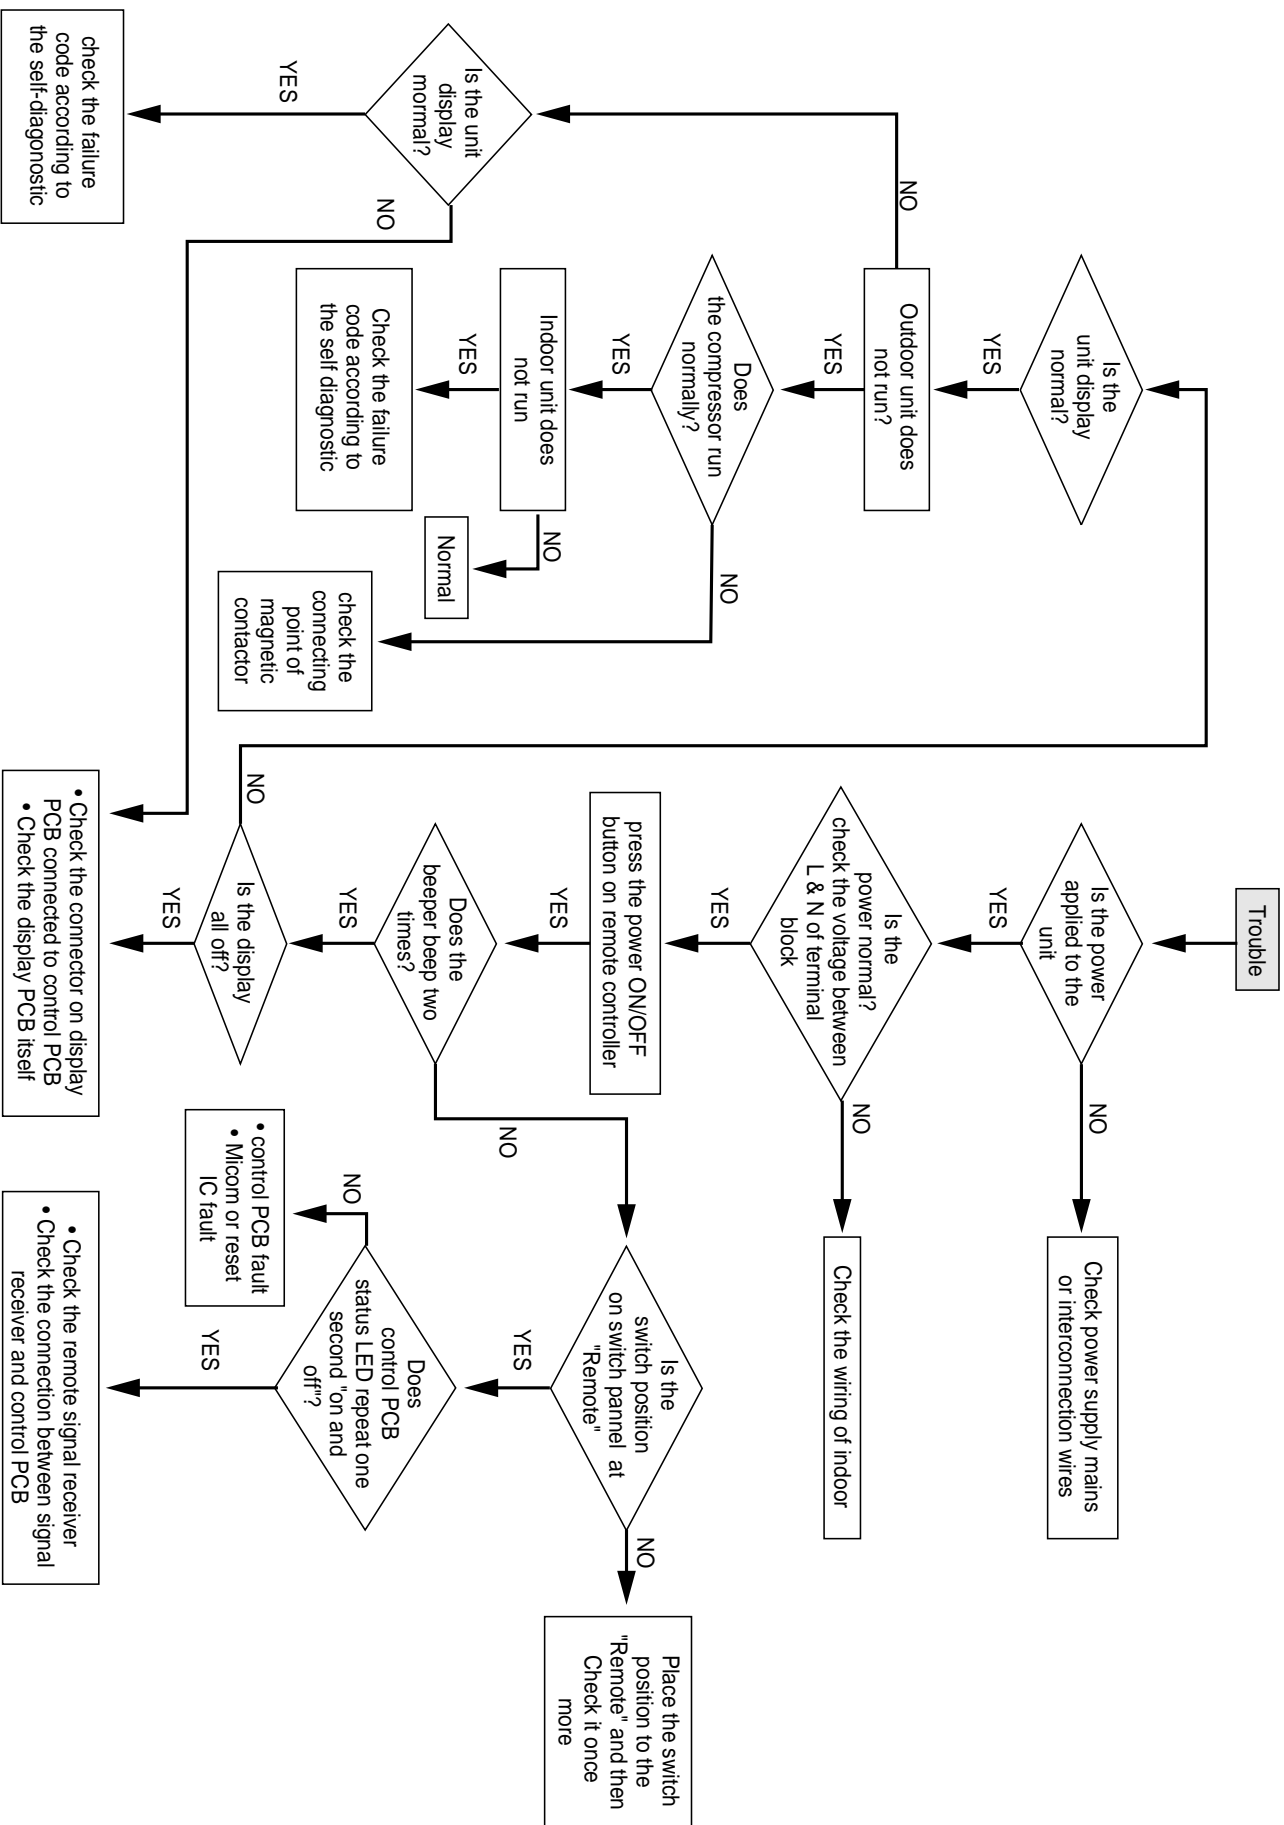 Trouble
Is the power
applied to the
unit
NO
Check power supply mains
or interconnection wires
YES
Is the
power normal?
check the voltage between
L & N of terminal
block
NO
Check the wiring of indoor
YES
press the power ON/OFF
button on remote controller
YES
Does the
beeper beep two
times?
NO
YES
Is the display
all off?
NO
YES
• Check the connector on display
PCB connected to control PCB
• Check the display PCB itself
Is the
switch position
on switch pannel at
"Remote"
NO
Place the switch
position to the
"Remote" and then
Check it once
more
YES
Does
control PCB
status LED repeat one
second "on and
off"?
NO
• control PCB fault
• Micom or reset
IC fault
YES
• Check the remote signal receiver
• Check the connection between signal
receiver and control PCB
Is the
unit display
normal?
YES
Outdoor unit does
not run?
NO
YES
Does
the compressor run
normally?
NO
check the
connecting
point of
magnetic
contactor
YES
Indoor unit does
not run
NO
Normal
YES
Check the failure
code according to
the self diagnostic
Is the unit
display
mormal?
NO
YES
check the failure
code according to
the self-diagonostic